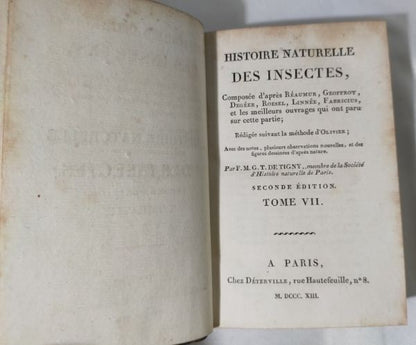 HISTOIRE NATURELLE
DES INSECTES,
Composée d'après RÉAUMUR, GEOFFROY,
DEGÉER, ROESEL, LINNÉE, FABRICIUS,
et les meilleurs ouvrages qui ont paru
sur cette partie;
Rédigée suivant la méthode d'OLIVIER;
Avec des notes, plusieurs observations nouvelles, et des
figures dessinées d'après nature.
Par F. M. G. T. DE TIGNY, membre de la Société
d'Histoire naturelle de Paris.
SECONDE ÉDITION.
TOME VII.
A PARIS,
Chez DÉTERVILLE, rue Hautefeuille, nº 8.
M. DCCC. XIII.